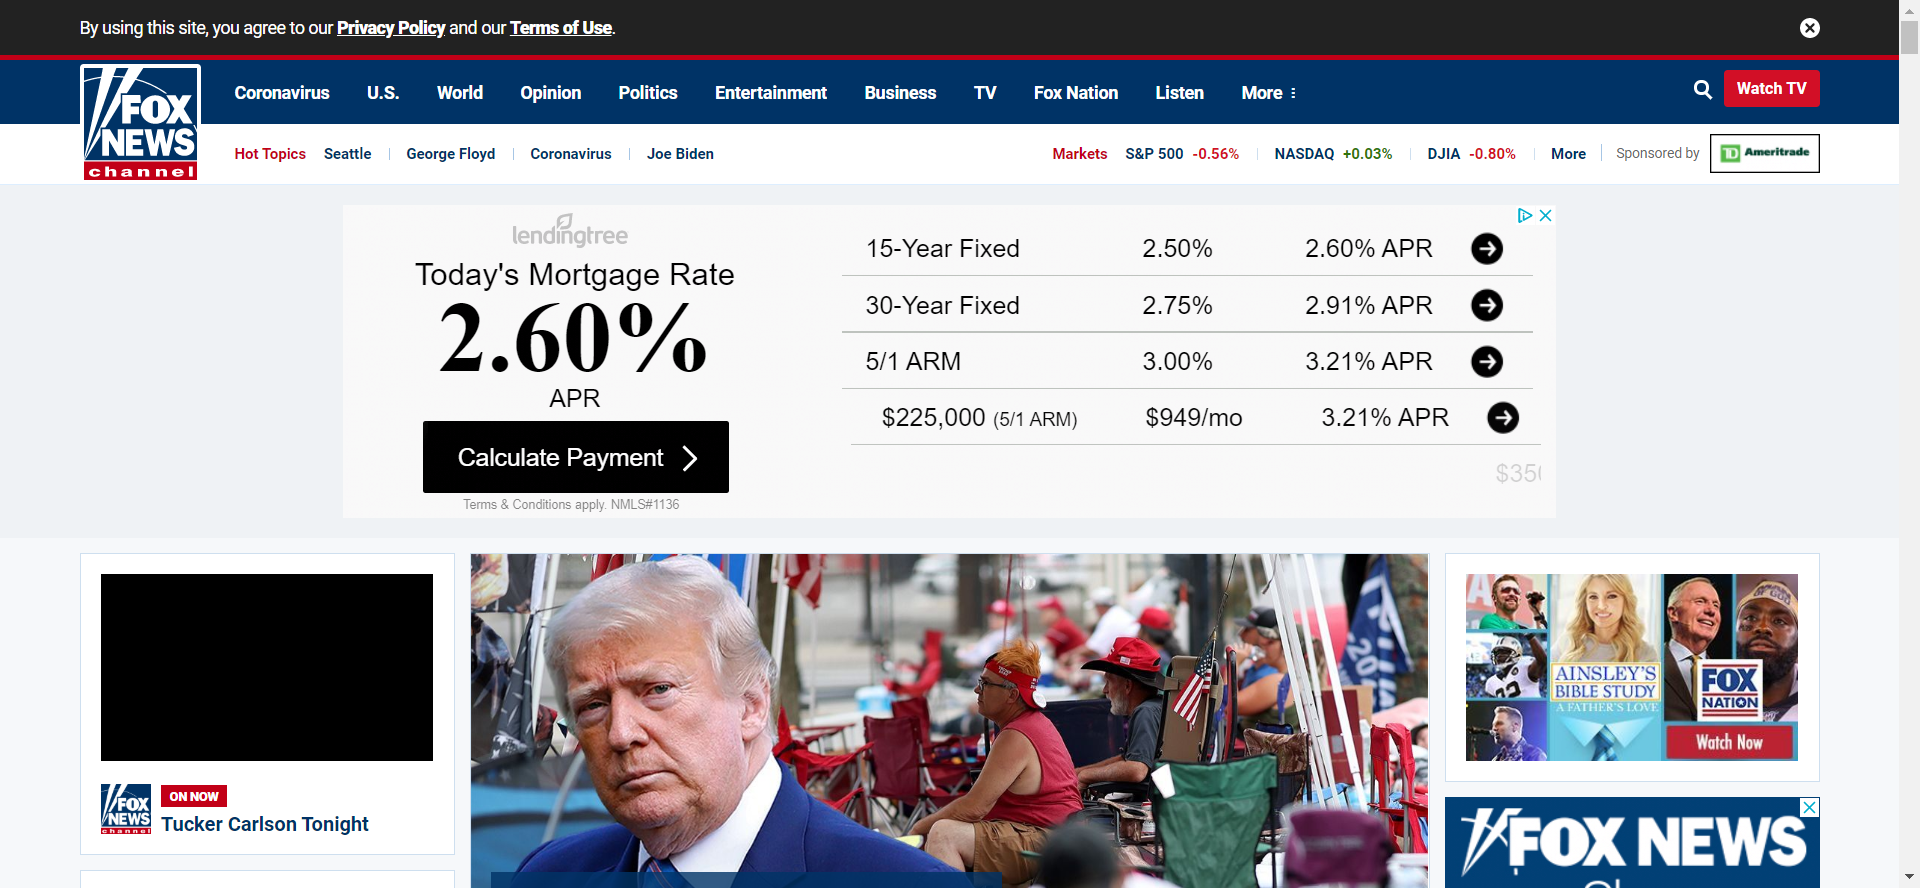 By using this site, you agree to our Privacy Policy and our Terms of Use.
FOX
NEWS
channel
Coronavirus U.S. World Opinion Politics Entertainment Business TV Fox Nation Listen More
Watch TV
Hot Topics Seattle George Floyd Coronavirus Joe Biden
Markets S&P 500 -0.56% NASDAQ +0.03% DJIA -0.80% More Sponsored by
TD Ameritrade
lendingtree
Today's Mortgage Rate
2.60%
APR
Calculate Payment
Terms & Conditions apply. NMLS#1136
15-Year Fixed 2.50% 2.60% APR
30-Year Fixed 2.75% 2.91% APR
5/1 ARM 3.00% 3.21% APR
$225,000 (5/1 ARM) $949/mo 3.21% APR
FOX
NEWS
channel
ON NOW
Tucker Carlson Tonight
AINSLEY'S
BIBLE STUDY
A FATHER'S LOVE
FOX
NATION
Watch Now
FOX NEWS